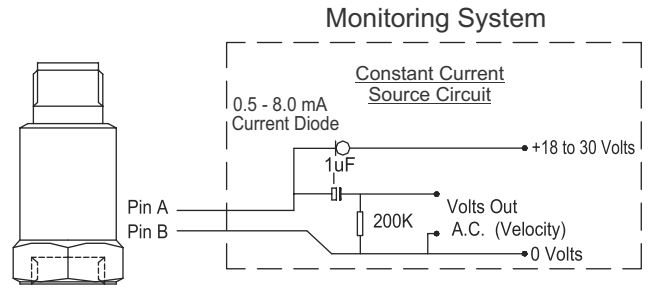 Monitoring System
Constant Current
Source Circuit
0.5 - 8.0 mA
Current Diode
+18 to 30 Volts
1uF
Pin A
Volts Out
200K
A.C. (Velocity)
Pin B
0 Volts